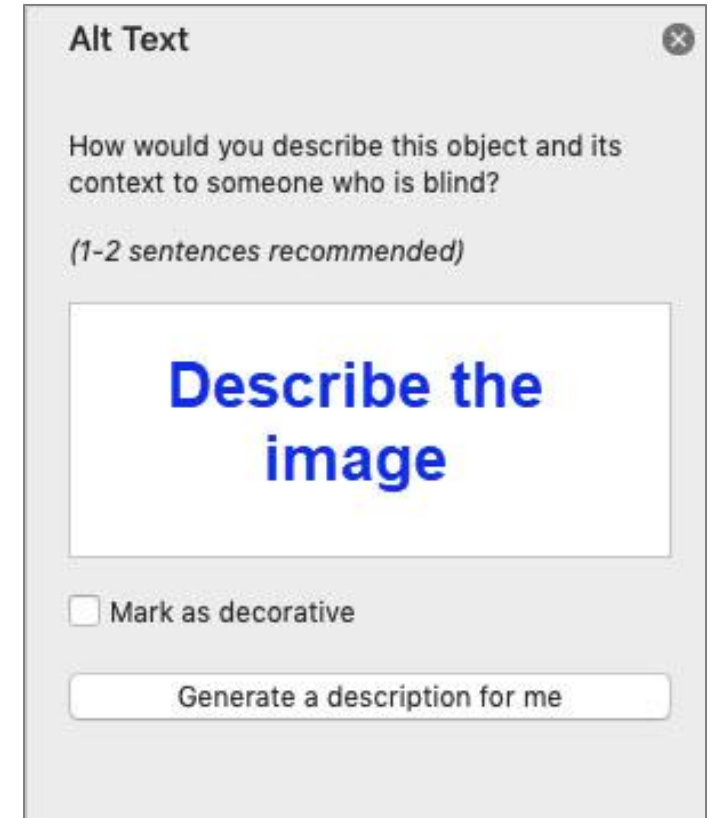 Alt Text
How would you describe this object and its
context to someone who is blind?
(1-2 sentences recommended)
Describe the
image
Mark as decorative
Generate a description for me